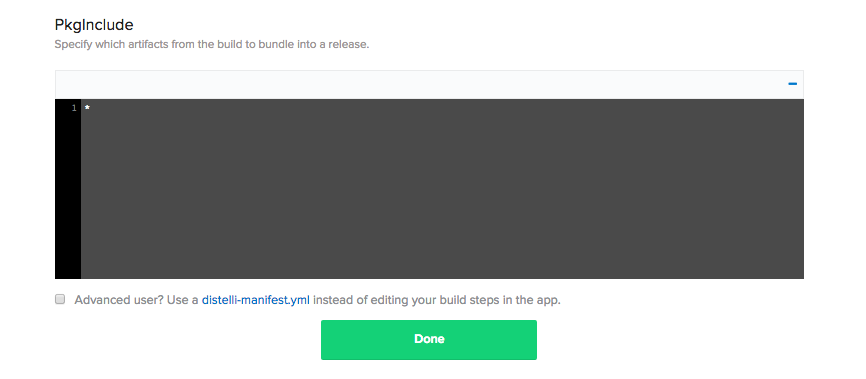 PkgInclude
Specify which artifacts from the build to bundle into a release.
1 *
Advanced user? Use a distelli-manifest.yml instead of editing your build steps in the app.
Done